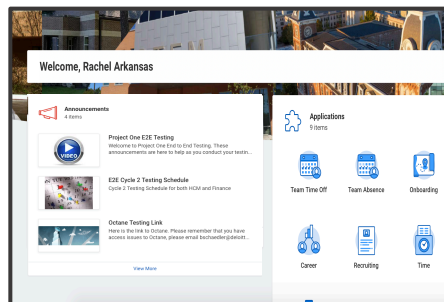 Welcome, Rachel Arkansas
Announcements
4 items
Project One E2E Testing
Welcome to Project One End to End Testing. These
announcements are here to help as you conduct your testin...
VIDEO
E2E Cycle 2 Testing Schedule
Cycle 2 Testing Schedule for both HCM and Finance
Octane Testing Link
Here is the link to Octane. Please remember that you have
access issues to Octane, please email bschaedler@deloitt...
View More
Applications
9 items
Team Time Off
Team Absence
Onboarding
Career
Recruiting
Time